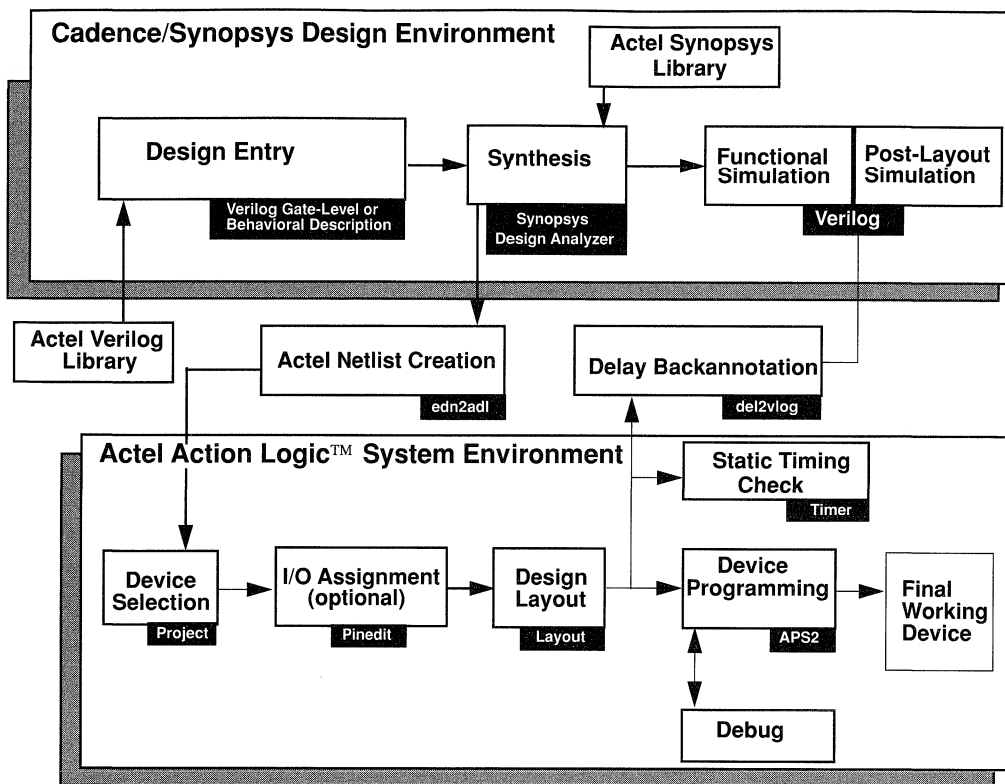 Cadence/Synopsys Design Environment
Actel Synopsys
Library
Design Entry
Verilog Gate-Level or
Behavioral Description
Synthesis
Synopsys
Design Analyzer
Functional
Simulation
Post-Layout
Simulation
Verilog
Actel Verilog
Library
Actel Netlist Creation
edn2adl
Delay Backannotation
del2vlog
Actel Action Logic™ System Environment
Static Timing
Check
Timer
Device
Selection
Project
I/O Assignment
(optional)
Pinedit
Design
Layout
Layout
Device
Programming
APS2
Final
Working
Device
Debug